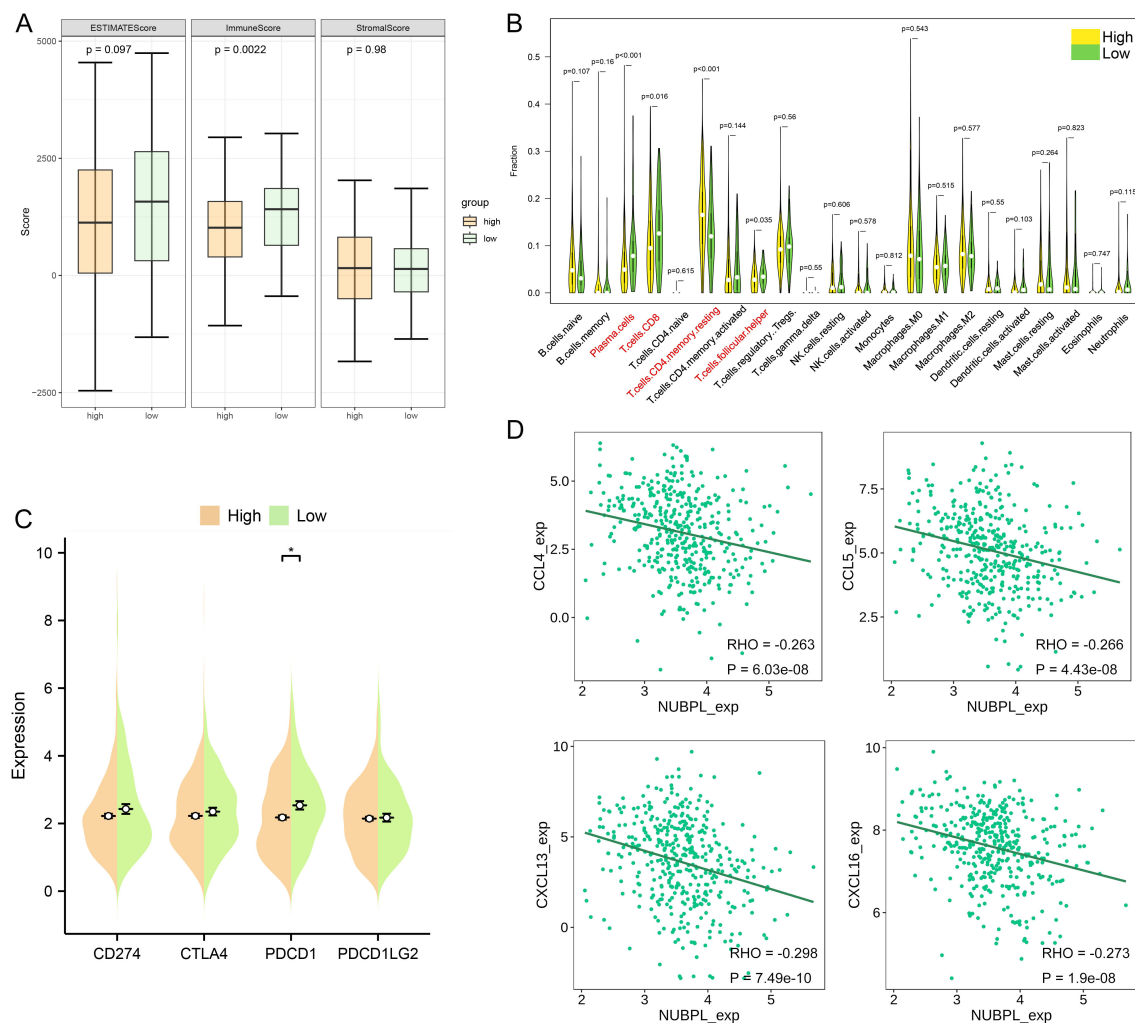 A
ESTIMATEScore ImmuneScore StromalScore
p = 0.097 p = 0.0022 p = 0.98
5000
2500
0
−2500
Score
high low high low high low
group
high
low
B
High
Low
Fraction
0.5
0.4
0.3
0.2
0.1
0.0
p=0.107
p=0.16
p<0.001
p=0.016
p=0.615
p<0.001
p=0.144
p=0.035
p=0.56
p=0.55
p=0.606
p=0.578
p=0.812
p=0.543
p=0.515
p=0.577
p=0.55
p=0.103
p=0.264
p=0.823
p=0.747
p=0.115
B.cells.naive
B.cells.memory
Plasma.cells
T.cells.CD8
T.cells.CD4.naive
T.cells.CD4.memory.resting
T.cells.CD4.memory.activated
T.cells.follicular.helper
T.cells.regulatory..Tregs.
T.cells.gamma.delta
NK.cells.resting
NK.cells.activated
Monocytes
Macrophages.M0
Macrophages.M1
Macrophages.M2
Dendritic.cells.resting
Dendritic.cells.activated
Mast.cells.resting
Mast.cells.activated
Eosinophils
Neutrophils
C
High Low
Expression
10
8
6
4
2
0
*
CD274 CTLA4 PDCD1 PDCD1LG2
D
CCL4_exp
5.0
2.5
0.0
RHO = -0.263
P = 6.03e-08
2 3 4 5
NUBPL_exp
CCL5_exp
7.5
5.0
2.5
RHO = -0.266
P = 4.43e-08
2 3 4 5
NUBPL_exp
CXCL13_exp
10
5
0
RHO = -0.298
P = 7.49e-10
2 3 4 5
NUBPL_exp
CXCL16_exp
10
8
6
RHO = -0.273
P = 1.9e-08
2 3 4 5
NUBPL_exp